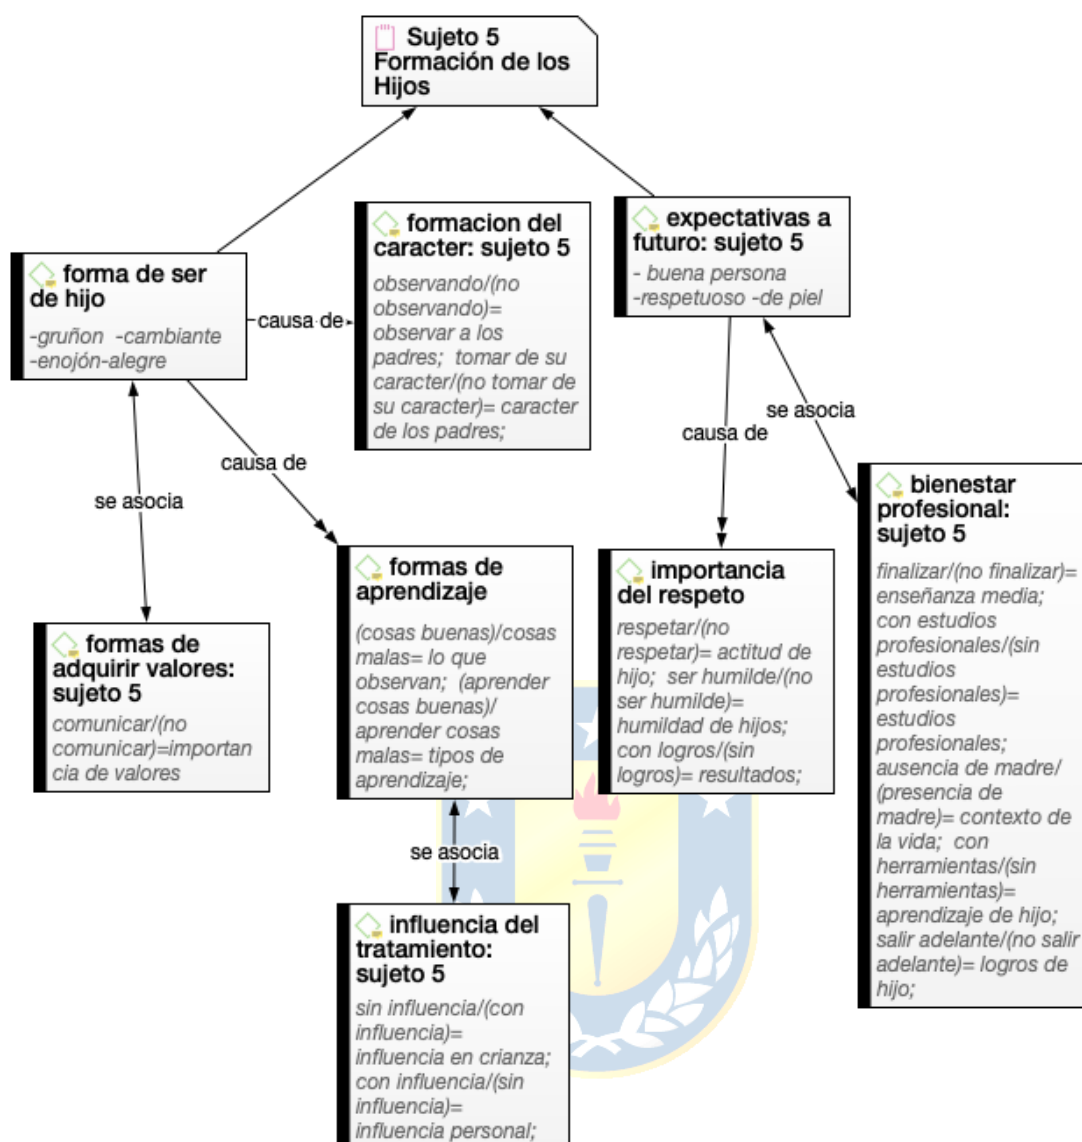 Sujeto 5
Formación de los
Hijos
formacion del
caracter: sujeto 5
observando/(no
observando)=
observar a los
padres;  tomar de su
caracter/(no tomar de
su caracter)= caracter
de los padres;
expectativas a
futuro: sujeto 5
- buena persona
-respetuoso -de piel
forma de ser
de hijo
-gruñon  -cambiante
-enojón-alegre
causa de
se asocia
causa de
causa de
se asocia
bienestar
profesional:
sujeto 5
finalizar/(no finalizar)=
enseñanza media;
con estudios
profesionales/(sin
estudios
profesionales)=
estudios
profesionales;
ausencia de madre/
(presencia de
madre)= contexto de
la vida;  con
herramientas/(sin
herramientas)=
aprendizaje de hijo;
salir adelante/(no salir
adelante)= logros de
hijo;
formas de
aprendizaje
(cosas buenas)/cosas
malas= lo que
observan;  (aprender
cosas buenas)/
aprender cosas
malas= tipos de
aprendizaje;
importancia
del respeto
respetar/(no
respetar)= actitud de
hijo;  ser humilde/(no
ser humilde)=
humildad de hijos;
con logros/(sin
logros)= resultados;
formas de
adquirir valores:
sujeto 5
comunicar/(no
comunicar)=importan
cia de valores
se asocia
influencia del
tratamiento:
sujeto 5
sin influencia/(con
influencia)=
influencia en crianza;
con influencia/(sin
influencia)=
influencia personal;